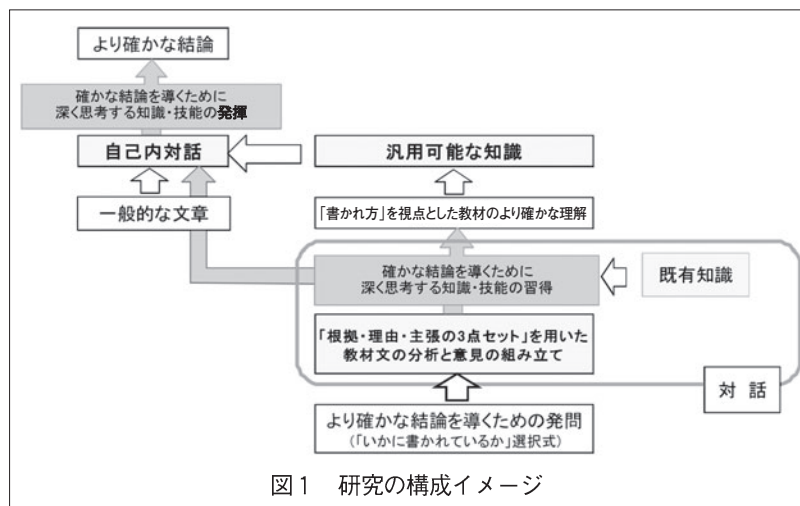 より確かな結論
確かな結論を導くために
深く思考する知識・技能の発揮
自己内対話
汎用可能な知識
一般的な文章
「書かれ方」を視点とした教材のより確かな理解
確かな結論を導くために
深く思考する知識・技能の習得
既有知識
「根拠・理由・主張の3点セット」を用いた
教材文の分析と意見の組み立て
対 話
より確かな結論を導くための発問
(「いかに書かれているか」選択式)
図1 研究の構成イメージ